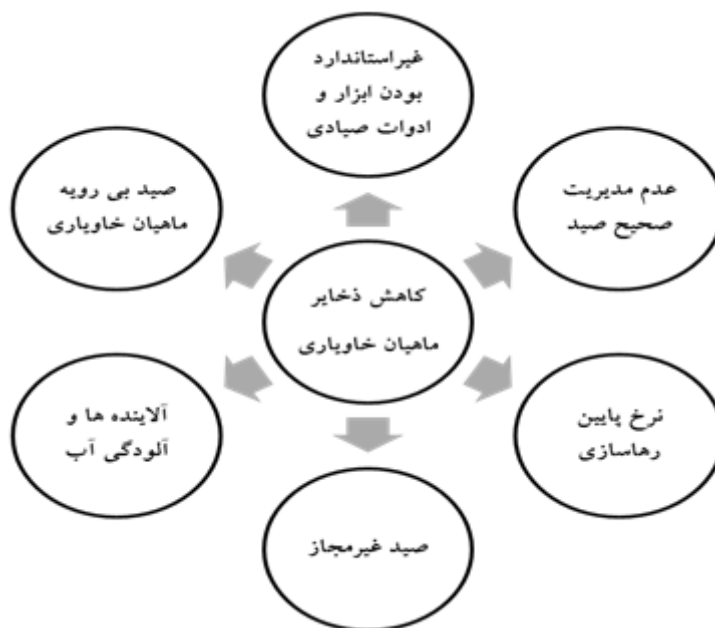 غیراستاندارد
بودن ابزار و
ادوات صیادی
عدم مدیریت
صحیح صید
صید بی رویه
ماهیان خاویاری
کاهش ذخایر
ماهیان خاویاری
نرخ پایین
رهاسازی
آلاینده ها و
آلودگی آب
صید غیرمجاز